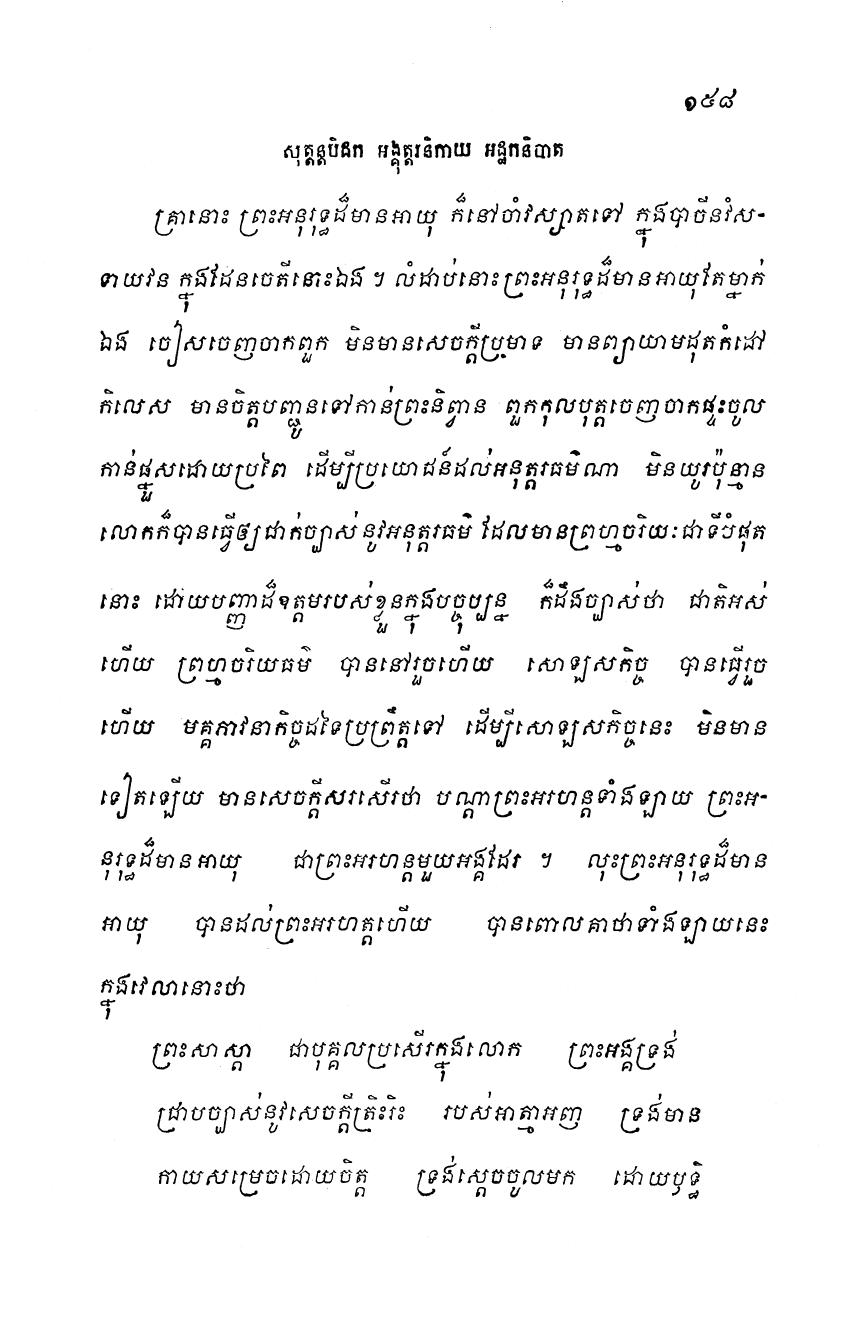 ១៥៨
សុត្តន្តបិដក អង្គុត្តរនិកាយ អដ្ឋកនិបាត
គ្រានោះ ព្រះអនុរុទ្ធដ៏មានអាយុ ក៏នៅចាំវស្សាតទៅ ក្នុងបាចីនវំស-
ទាយវន ក្នុងដែនចេតីនោះឯង ។ លំដាប់នោះព្រះអនុរុទ្ធដ៏មានអាយុតែម្នាក់
ឯង ចៀសចេញចាកពួក មិនមានសេចក្តីប្រមាទ មានព្យាយាមដុតកំដៅ
កិលេស មានចិត្តបញ្ជូនទៅកាន់ព្រះនិព្វាន ពួកកុលបុត្តចេញចាកផ្ទះចូល
កាន់ផ្នួសដោយប្រពៃ ដើម្បីប្រយោជន៍ដល់អនុត្តរធម៌ណា មិនយូរប៉ុន្មាន
លោកក៏បានធ្វើឲ្យជាក់ច្បាស់នូវអនុត្តរធម៌ ដែលមានព្រហ្មចរិយៈជាទីបំផុត
នោះ ដោយបញ្ញាដ៏ឧត្តមរបស់ខ្លួនក្នុងបច្ចុប្បន្ន ក៏ដឹងច្បាស់ថា ជាតិអស់
ហើយ ព្រហ្មចរិយធម៌ បាននៅរួចហើយ សោឡសកិច្ច បានធ្វើរួច
ហើយ មគ្គភាវនាកិច្ចដទៃប្រព្រឹត្តទៅ ដើម្បីសោឡសកិច្ចនេះ មិនមាន
ទៀតឡើយ មានសេចក្តីសរសើរថា បណ្តាព្រះអរហន្តទាំងឡាយ ព្រះអ-
នុរុទ្ធដ៏មានអាយុ ជាព្រះអរហន្តមួយអង្គដែរ ។ លុះព្រះអនុរុទ្ធដ៏មាន
អាយុ បានដល់ព្រះអរហត្តហើយ បានពោលគាថាទាំងឡាយនេះ
ក្នុងវេលានោះថា
ព្រះសាស្តា ជាបុគ្គលប្រសើរក្នុងលោក ព្រះអង្គទ្រង់
ជ្រាបច្បាស់នូវសេចក្តីត្រិះរិះ របស់អាត្មាអញ ទ្រង់មាន
កាយសម្រេចដោយចិត្ត ទ្រង់ស្តេចចូលមក ដោយឫទ្ធិ